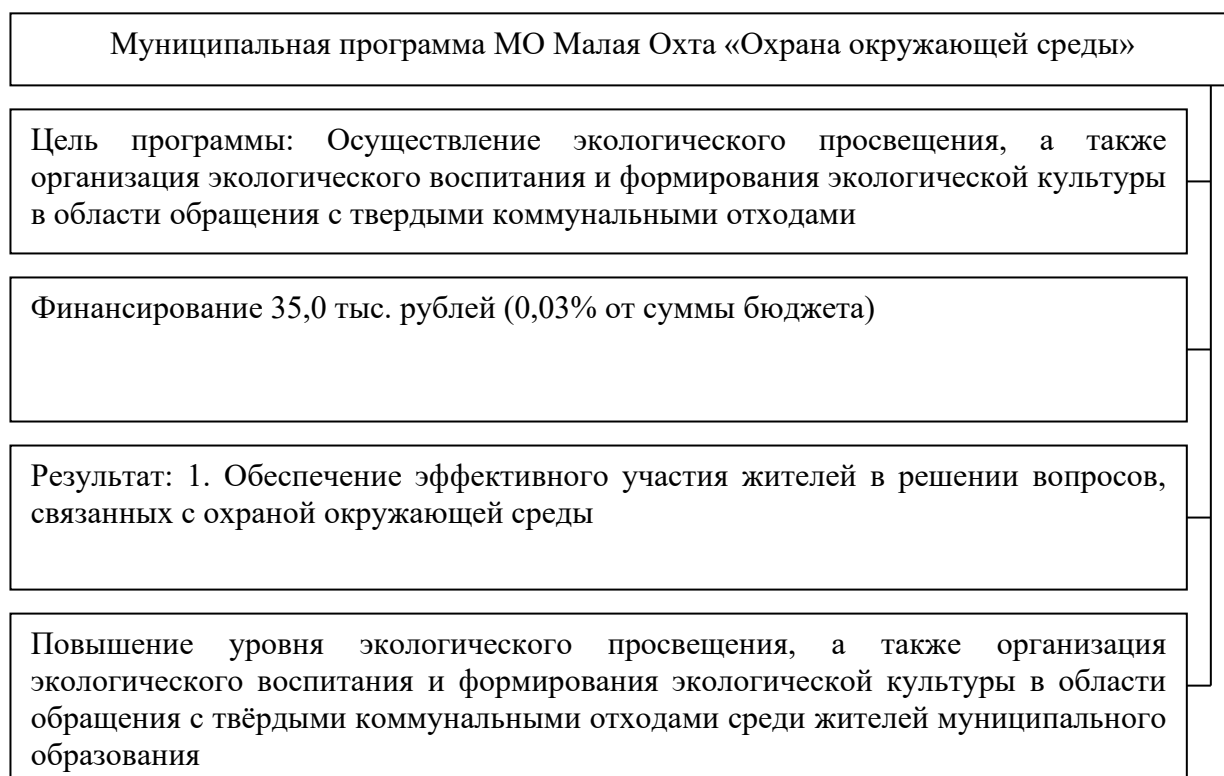 Муниципальная программа МО Малая Охта «Охрана окружающей среды»
Цель программы: Осуществление экологического просвещения, а также
организация экологического воспитания и формирования экологической культуры
в области обращения с твердыми коммунальными отходами
Финансирование 35,0 тыс. рублей (0,03% от суммы бюджета)
Результат: 1. Обеспечение эффективного участия жителей в решении вопросов,
связанных с охраной окружающей среды
Повышение уровня экологического просвещения, а также организация
экологического воспитания и формирования экологической культуры в области
обращения с твёрдыми коммунальными отходами среди жителей муниципального
образования